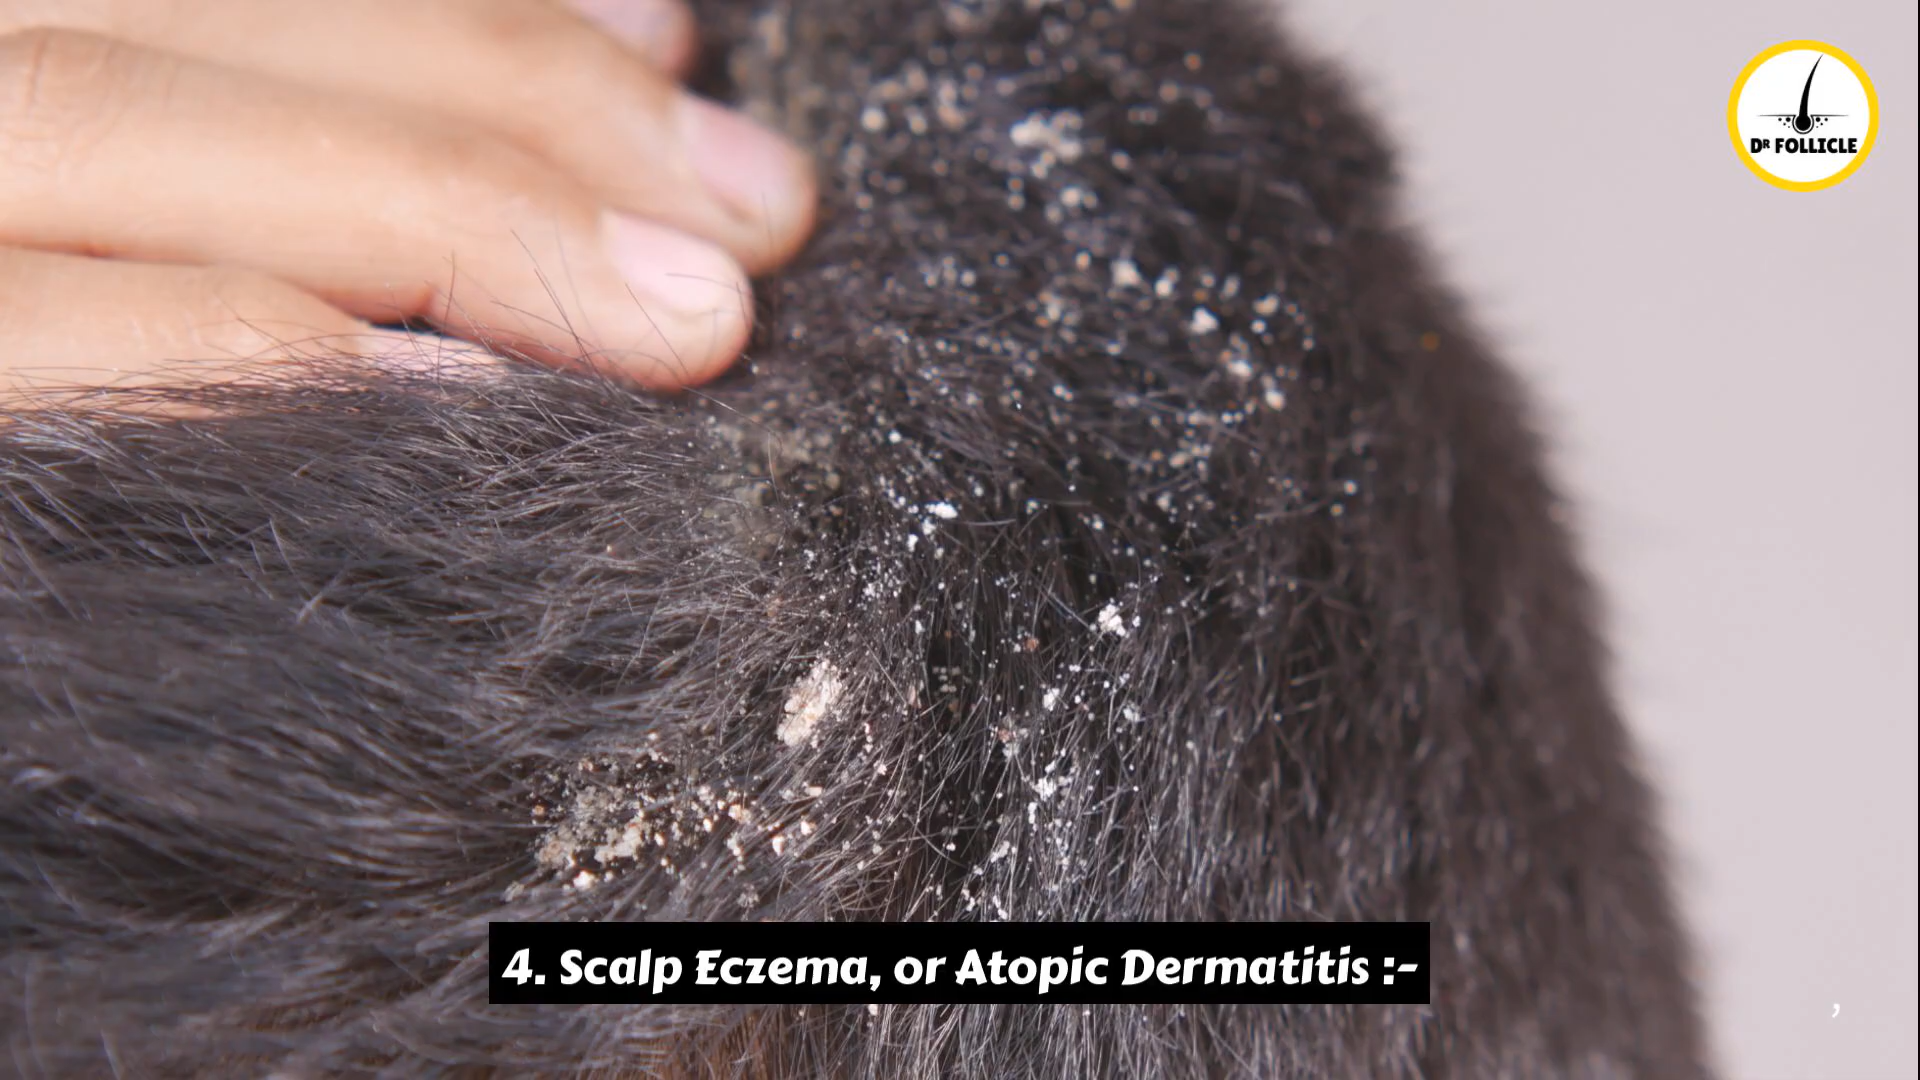 Dʳ FOLLICLE
4. Scalp Eczema, or Atopic Dermatitis :-
,